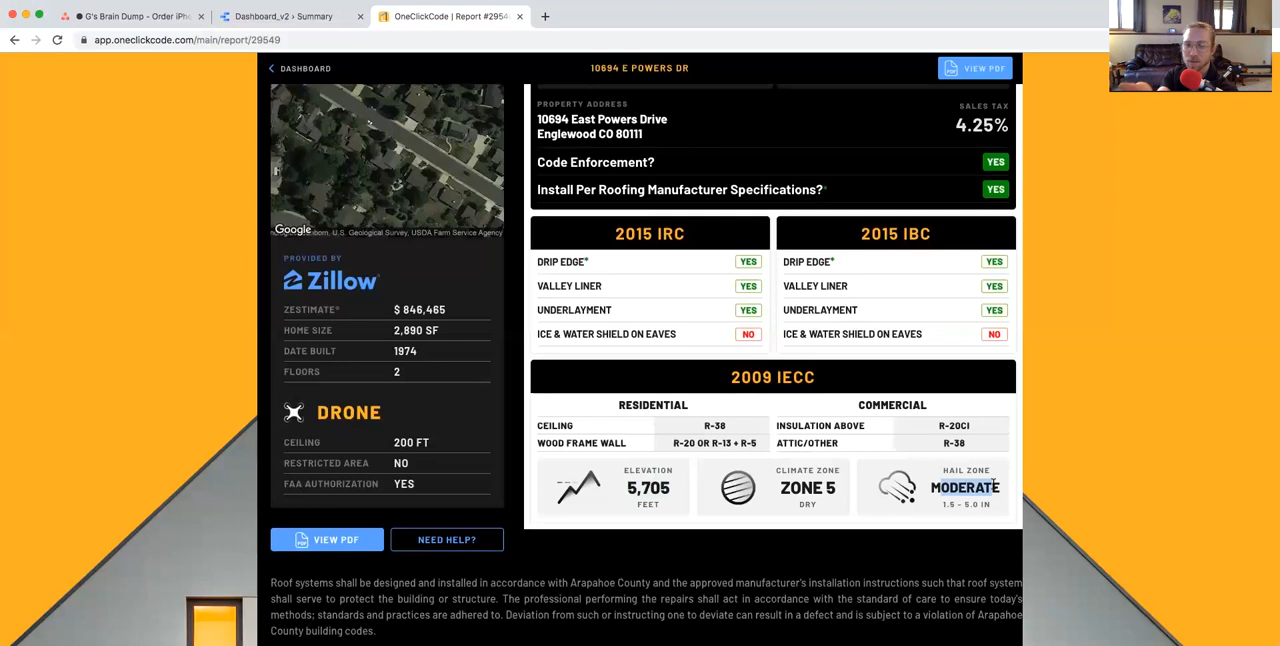 G's Brain Dump - Order iPho
Dashboard_v2 › Summary
OneClickCode | Report #2954
app.oneclickcode.com/main/report/29549
DASHBOARD
10694 E POWERS DR
VIEW PDF
PROPERTY ADDRESS
SALES TAX
10694 East Powers Drive
Englewood CO 80111
4.25%
Code Enforcement?
YES
Install Per Roofing Manufacturer Specifications?*
YES
Google
U.S. Geological Survey, USDA Farm Service Agency
PROVIDED BY
Zillow
ZESTIMATE® $ 846,465
HOME SIZE 2,890 SF
DATE BUILT 1974
FLOORS 2
DRONE
CEILING 200 FT
RESTRICTED AREA NO
FAA AUTHORIZATION YES
VIEW PDF
NEED HELP?
2015 IRC
DRIP EDGE* YES
VALLEY LINER YES
UNDERLAYMENT YES
ICE & WATER SHIELD ON EAVES NO
2015 IBC
DRIP EDGE* YES
VALLEY LINER YES
UNDERLAYMENT YES
ICE & WATER SHIELD ON EAVES NO
2009 IECC
RESIDENTIAL
CEILING R-38
WOOD FRAME WALL R-20 OR R-13 + R-5
COMMERCIAL
INSULATION ABOVE R-20CI
ATTIC/OTHER R-38
ELEVATION
5,705
FEET
CLIMATE ZONE
ZONE 5
DRY
HAIL ZONE
MODERATE
1.5 - 5.0 IN
Roof systems shall be designed and installed in accordance with Arapahoe County and the approved manufacturer's installation instructions such that roof system
shall serve to protect the building or structure. The professional performing the repairs shall act in accordance with the standard of care to ensure today's
methods; standards and practices are adhered to. Deviation from such or instructing one to deviate can result in a defect and is subject to a violation of Arapahoe
County building codes.